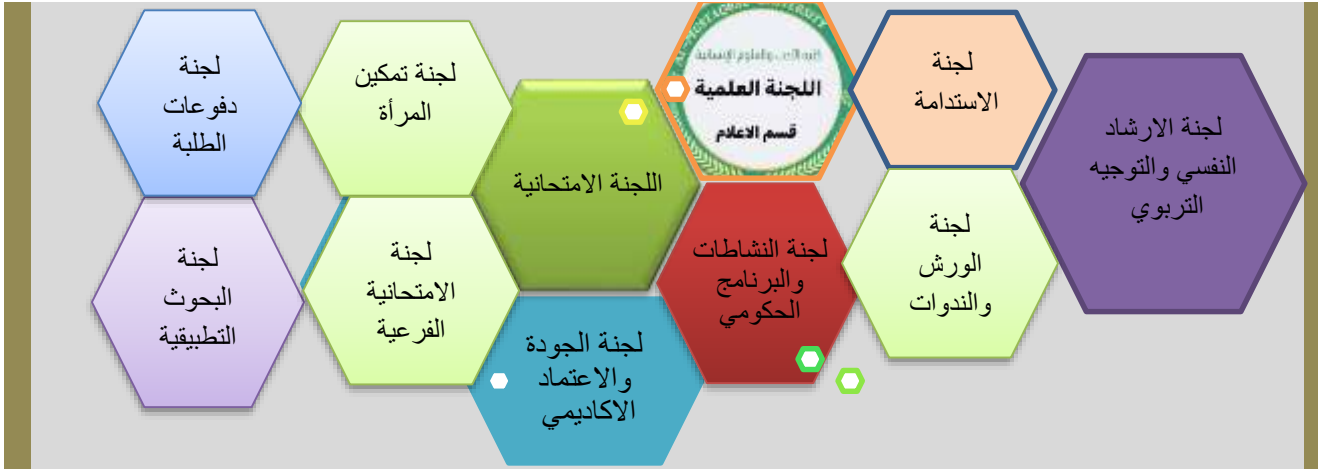 لجنة الارشاد
النفسي والتوجيه
التربوي
لجنة
الاستدامة
لجنة
الورش
والندوات
اللجنة العلمية
قسم الاعلام
لجنة النشاطات
والبرنامج
الحكومي
اللجنة الامتحانية
لجنة الجودة
والاعتماد
الاكاديمي
لجنة تمكين
المرأة
لجنة
الامتحانية
الفرعية
لجنة
دفوعات
الطلبة
لجنة
البحوث
التطبيقية